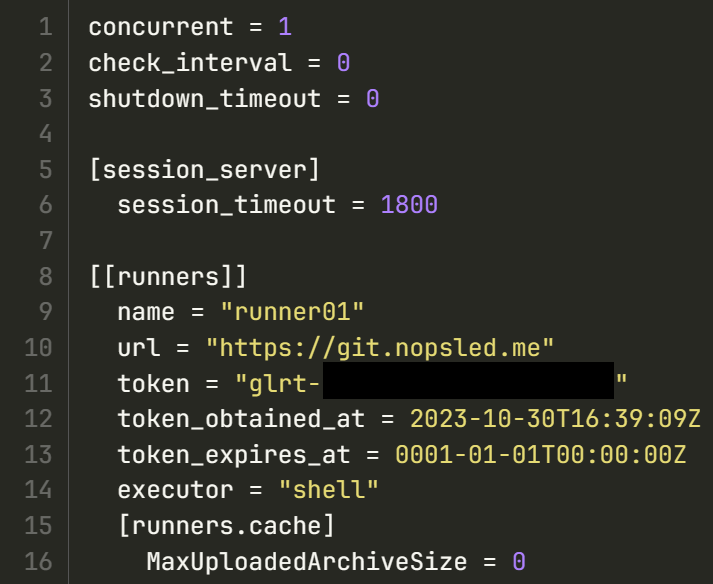 1 concurrent = 1
2 check_interval = 0
3 shutdown_timeout = 0
4
5 [session_server]
6   session_timeout = 1800
7
8 [[runners]]
9   name = "runner01"
10   url = "https://git.nopsled.me"
11   token = "glrt-"
12   token_obtained_at = 2023-10-30T16:39:09Z
13   token_expires_at = 0001-01-01T00:00:00Z
14   executor = "shell"
15   [runners.cache]
16     MaxUploadedArchiveSize = 0